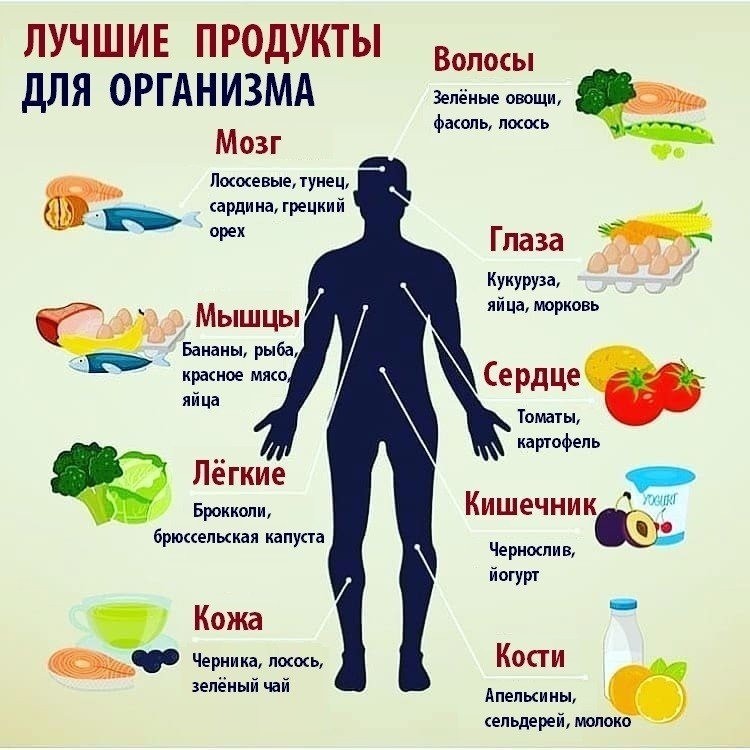 ЛУЧШИЕ ПРОДУКТЫ
ДЛЯ ОРГАНИЗМА
Волосы
Зелёные овощи,
фасоль, лосось
Мозг
Лососевые, тунец,
сардина, грецкий
орех
Глаза
Кукуруза,
яйца, морковь
Мышцы
Бананы, рыба,
красное мясо,
яйца
Сердце
Томаты,
картофель
Лёгкие
Брокколи,
брюссельская капуста
Кишечник
Чернослив,
йогурт
YOGURT
Кожа
Черника, лосось,
зелёный чай
Кости
Апельсины,
сельдерей, молоко